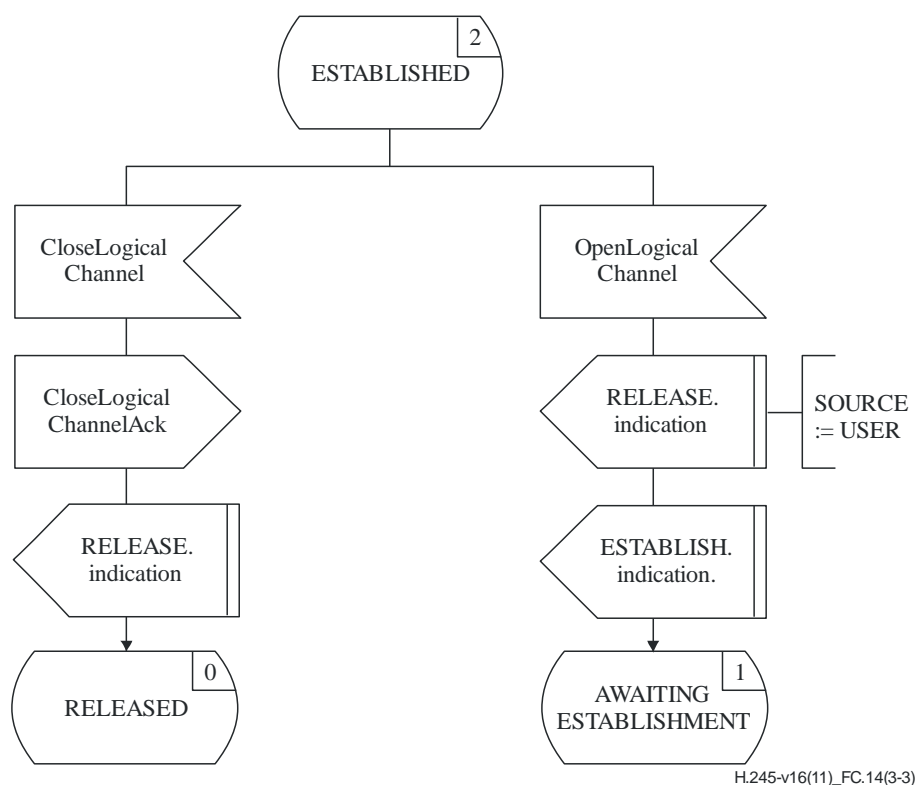 2
ESTABLISHED
CloseLogical
Channel
OpenLogical
Channel
CloseLogical
ChannelAck
RELEASE.
indication
SOURCE
:= USER
RELEASE.
indication
ESTABLISH.
indication.
0
RELEASED
1
AWAITING
ESTABLISHMENT
H.245-v16(11)_FC.14(3-3)